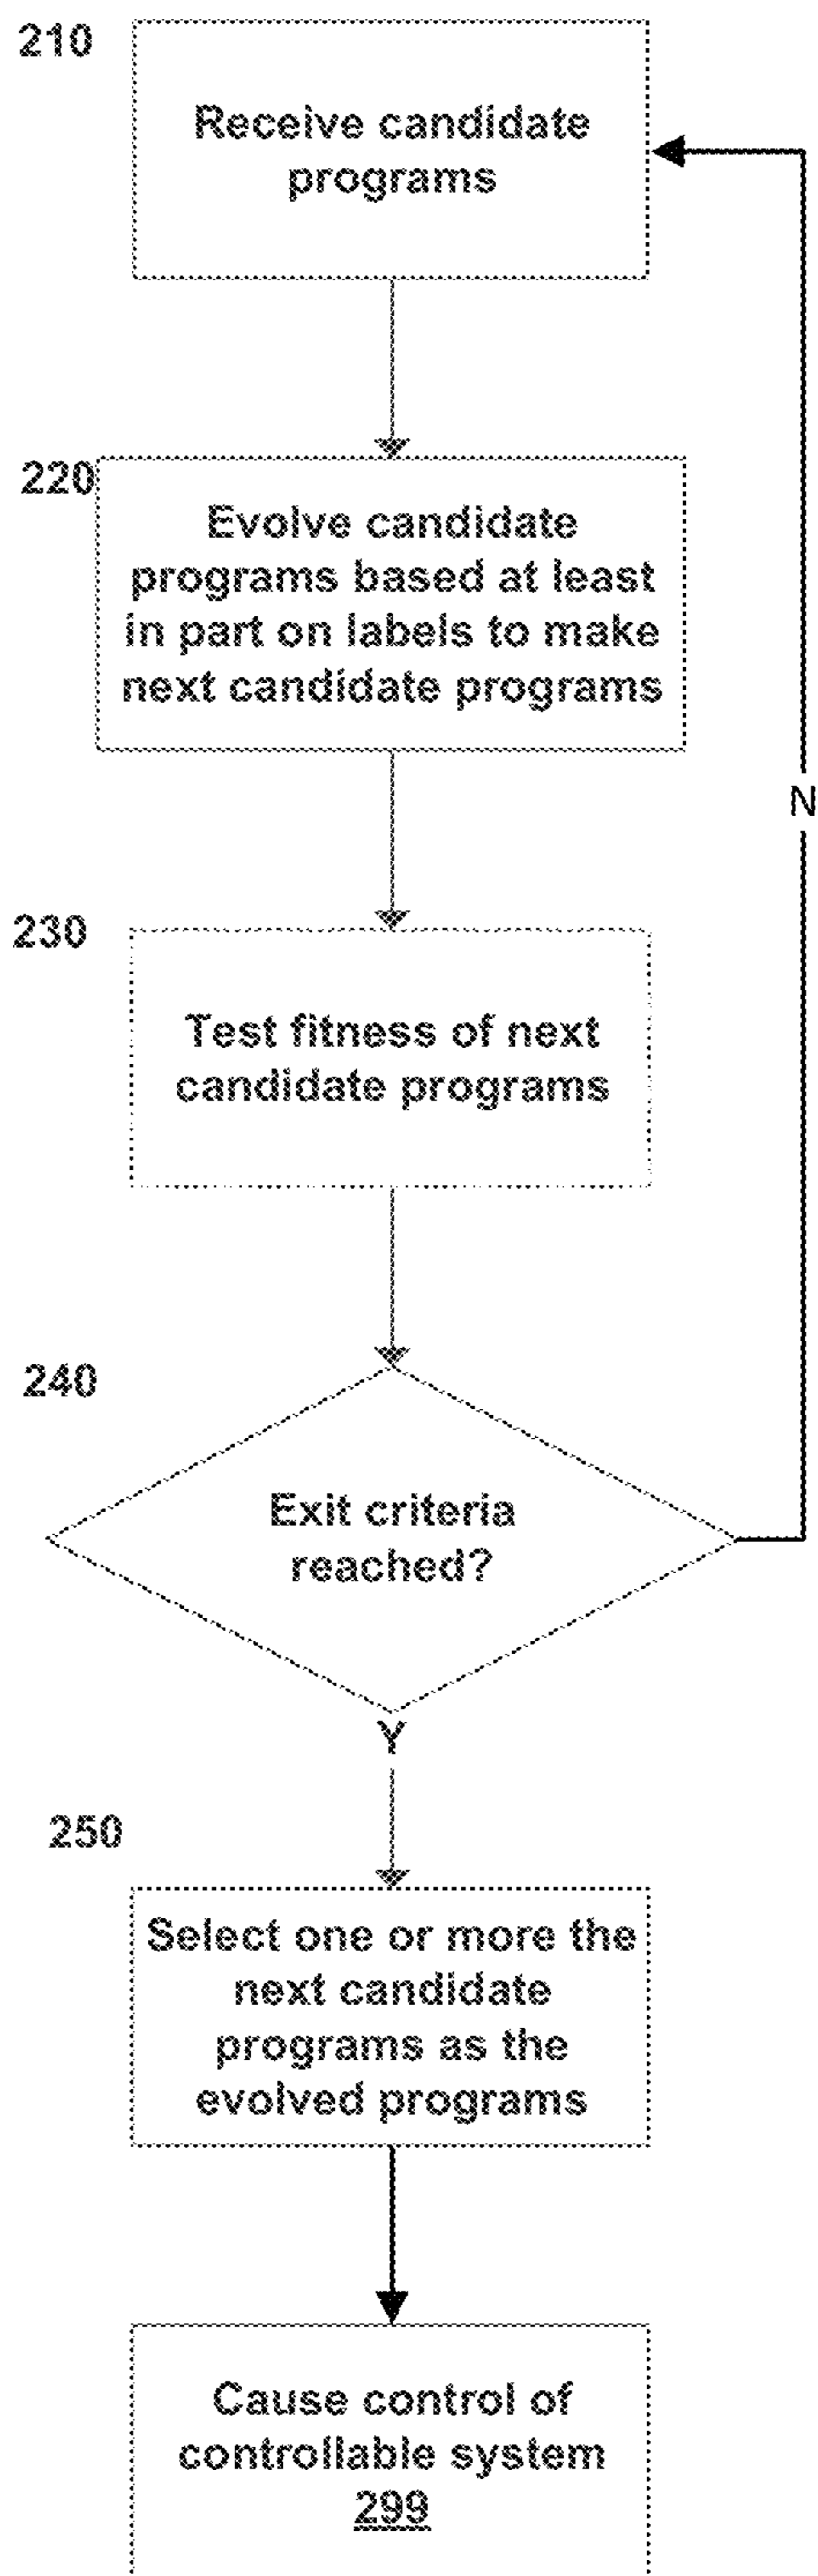 210
Receive candidate
programs
220
Evolve candidate
programs based at least
in part on labels to make
next candidate programs
N
230
Test fitness of next
candidate programs
240
Exit criteria
reached?
Y
250
Select one or more the
next candidate
programs as the
evolved programs
Cause control of
controllable system
299